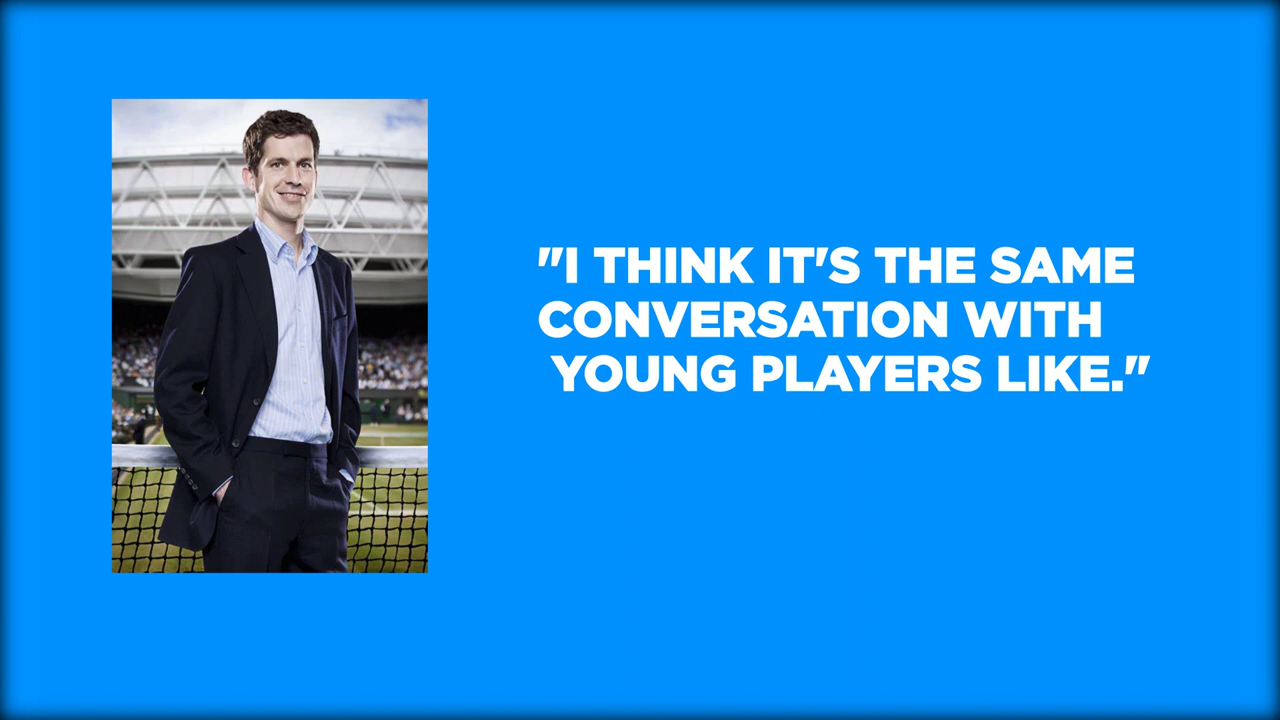 "I THINK IT'S THE SAME
CONVERSATION WITH
YOUNG PLAYERS LIKE."